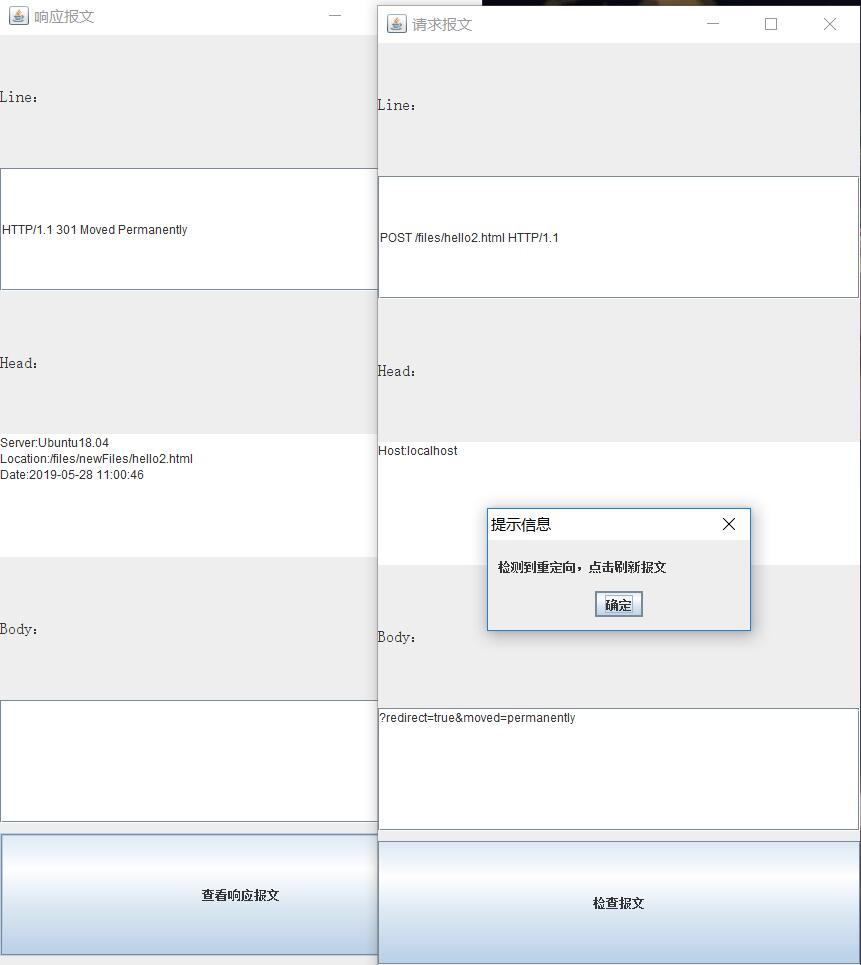 响应报文
Line：
HTTP/1.1 301 Moved Permanently
Head：
Server:Ubuntu18.04
Location:/files/newFiles/hello2.html
Date:2019-05-28 11:00:46
Body：
查看响应报文
请求报文
Line：
POST /files/hello2.html HTTP/1.1
Head：
Host:localhost
提示信息
检测到重定向，点击刷新报文
确定
Body：
?redirect=true&moved=permanently
检查报文